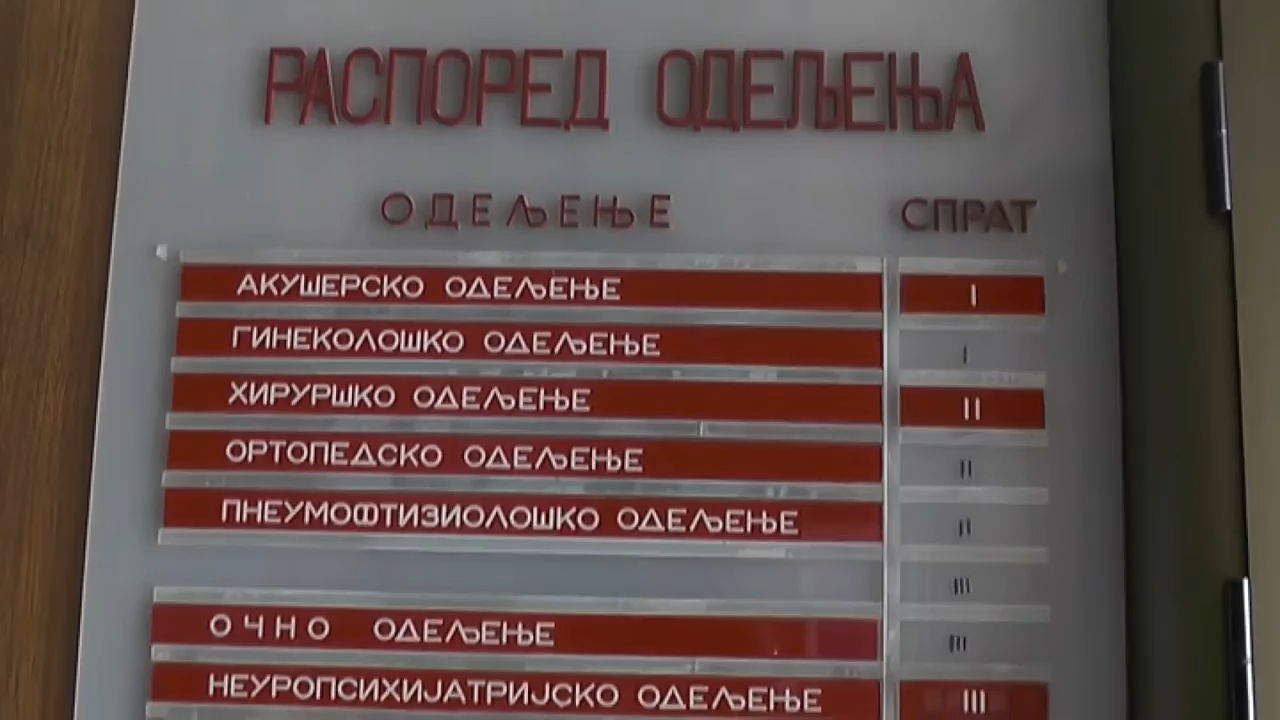 РАСПОРЕД ОДЕЉЕЊА
ОДЕЉЕЊЕ СПРАТ
АКУШЕРСКО ОДЕЉЕЊЕ I
ГИНЕКОЛОШКО ОДЕЉЕЊЕ I
ХИРУРШКО ОДЕЉЕЊЕ II
ОРТОПЕДСКО ОДЕЉЕЊЕ II
ПНЕУМОФТИЗИОЛОШКО ОДЕЉЕЊЕ II
III
ОЧНО ОДЕЉЕЊЕ III
НЕУРОПСИХИЈАТРИЈСКО ОДЕЉЕЊЕ III